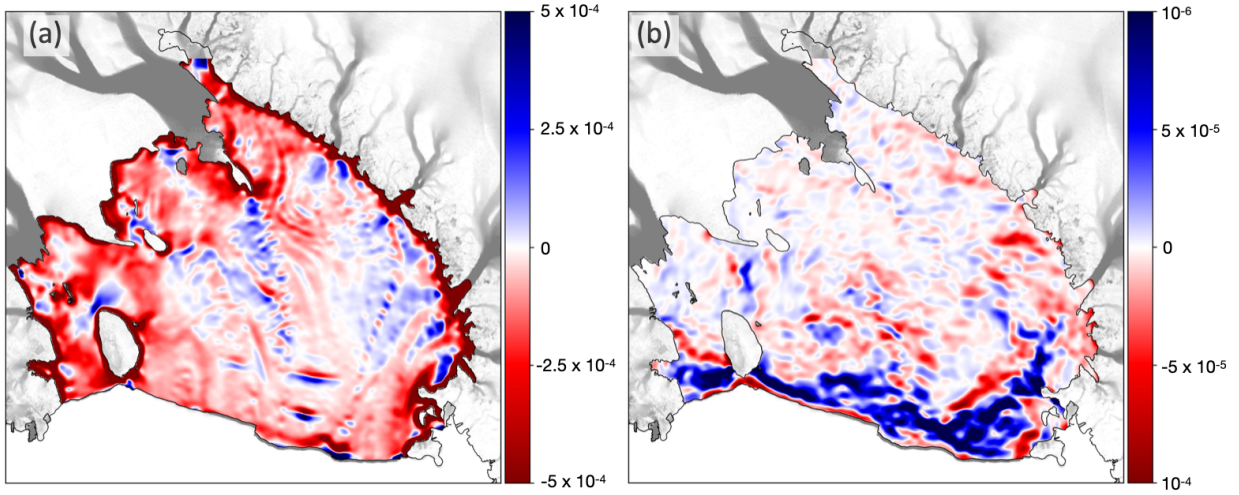 (a)
5 x 10⁻⁴
2.5 x 10⁻⁴
0
-2.5 x 10⁻⁴
-5 x 10⁻⁴
(b)
10⁻⁶
5 x 10⁻⁵
0
-5 x 10⁻⁵
10⁻⁴